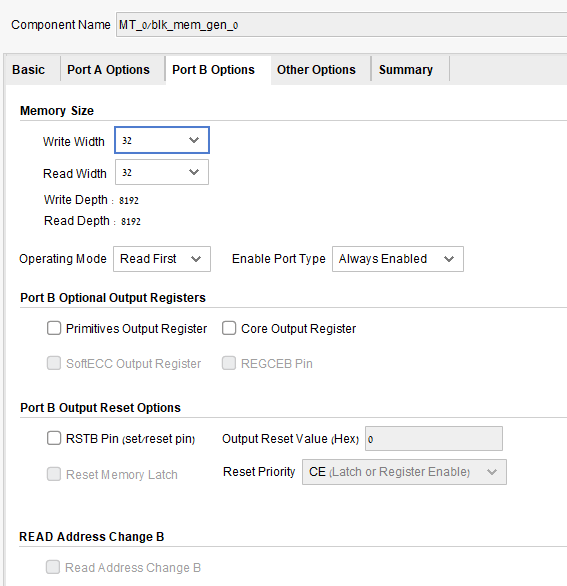 Component Name MT_0/blk_mem_gen_0
Basic Port A Options Port B Options Other Options Summary
Memory Size
Write Width 32
Read Width 32
Write Depth : 8192
Read Depth : 8192
Operating Mode Read First Enable Port Type Always Enabled
Port B Optional Output Registers
Primitives Output Register Core Output Register
SoftECC Output Register REGCEB Pin
Port B Output Reset Options
RSTB Pin (set/reset pin) Output Reset Value (Hex) 0
Reset Memory Latch Reset Priority CE (Latch or Register Enable)
READ Address Change B
Read Address Change B